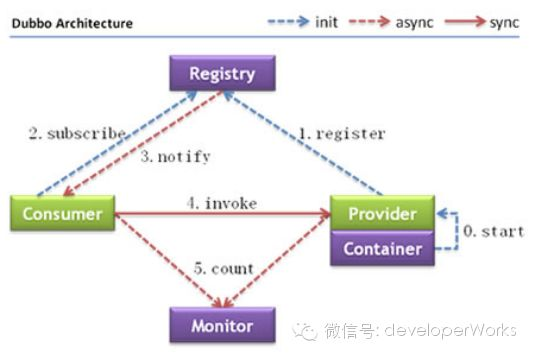 Dubbo Architecture
init
async
sync
Registry
2. subscribe
1. register
3. notify
Consumer
4. invoke
Provider
Container
0. start
5. count
Monitor
微信号: developerWorks